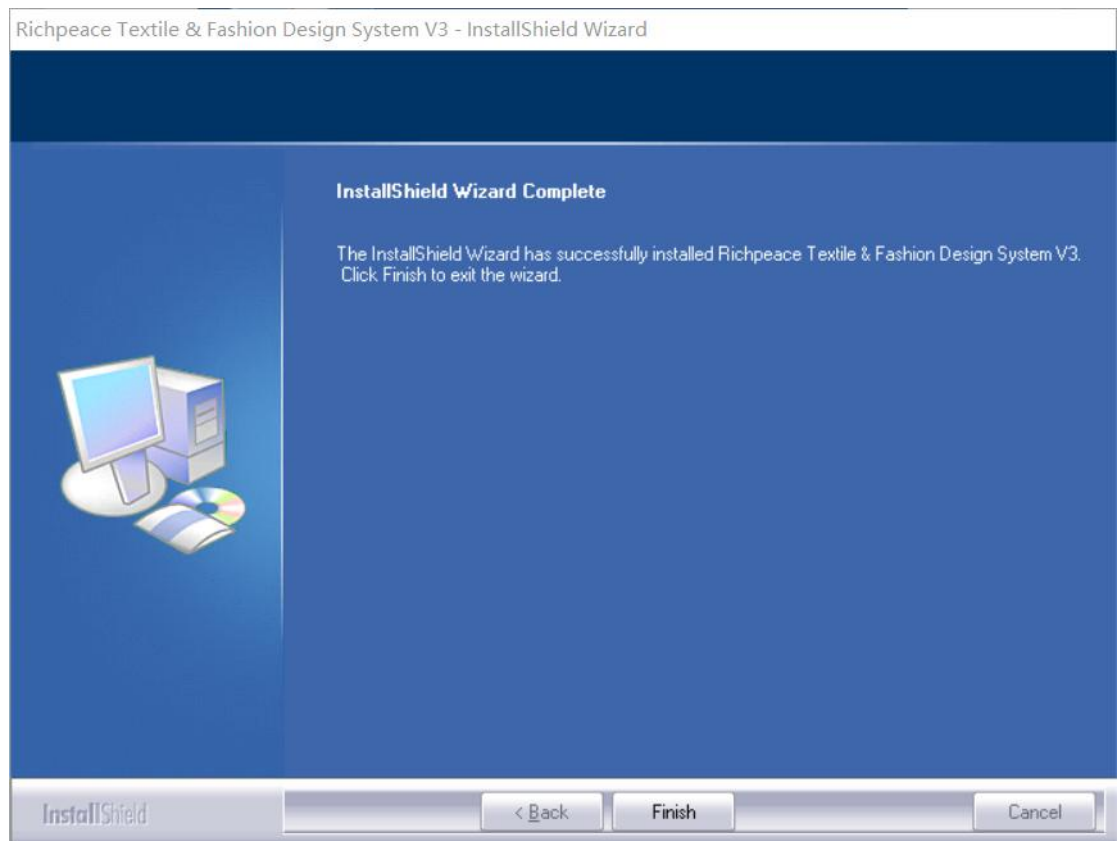 Richpeace Textile & Fashion Design System V3 - InstallShield Wizard
InstallShield Wizard Complete
The InstallShield Wizard has successfully installed Richpeace Textile & Fashion Design System V3.
Click Finish to exit the wizard.
InstallShield
< Back
Finish
Cancel